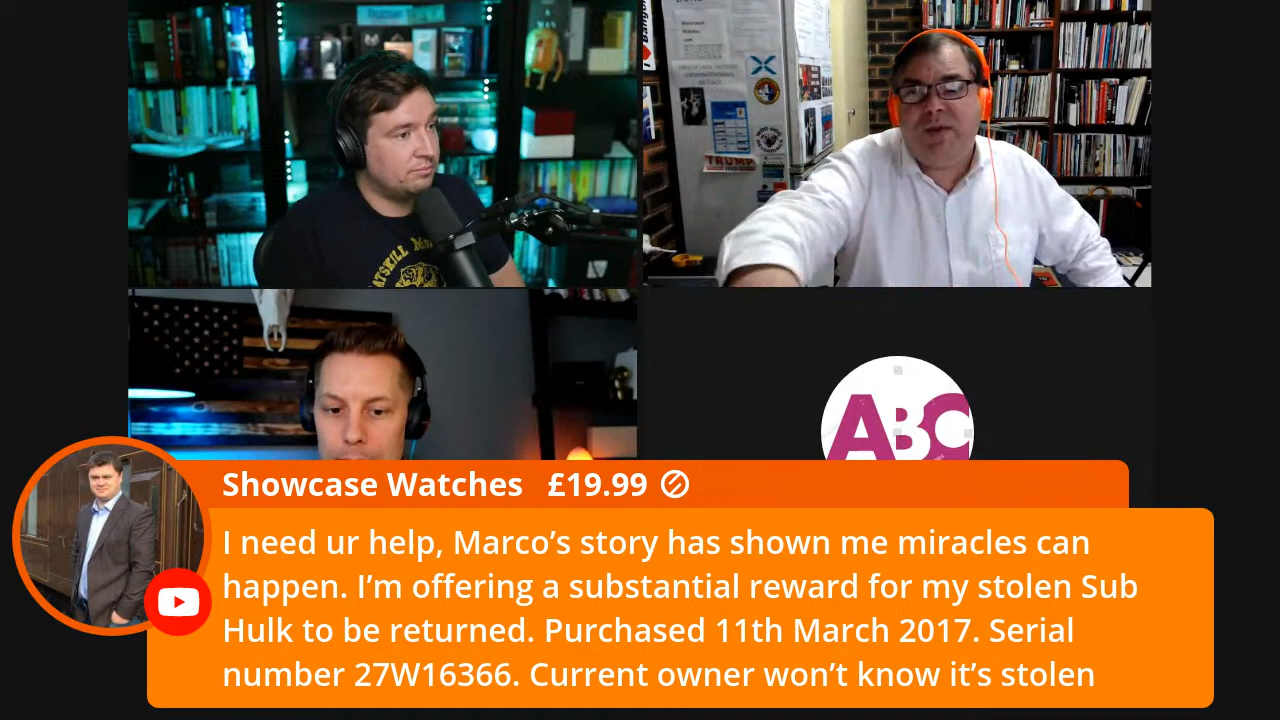 TRUMP
ABC
Showcase Watches £19.99
I need ur help, Marco’s story has shown me miracles can
happen. I’m offering a substantial reward for my stolen Sub
Hulk to be returned. Purchased 11th March 2017. Serial
number 27W16366. Current owner won’t know it’s stolen